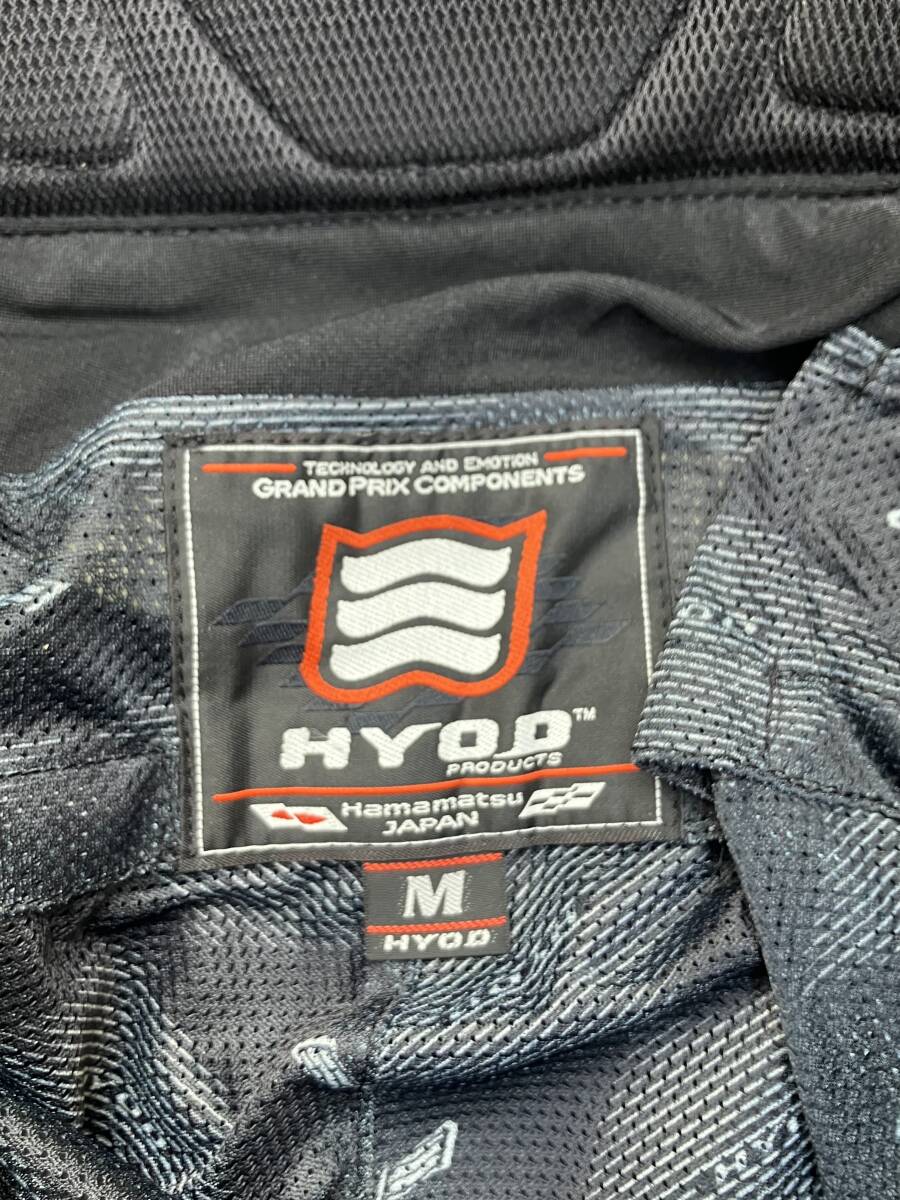 TECHNOLOGY AND EMOTION
GRAND PRIX COMPONENTS
HYOD™
PRODUCTS
Hamamatsu
JAPAN
M
HYOD